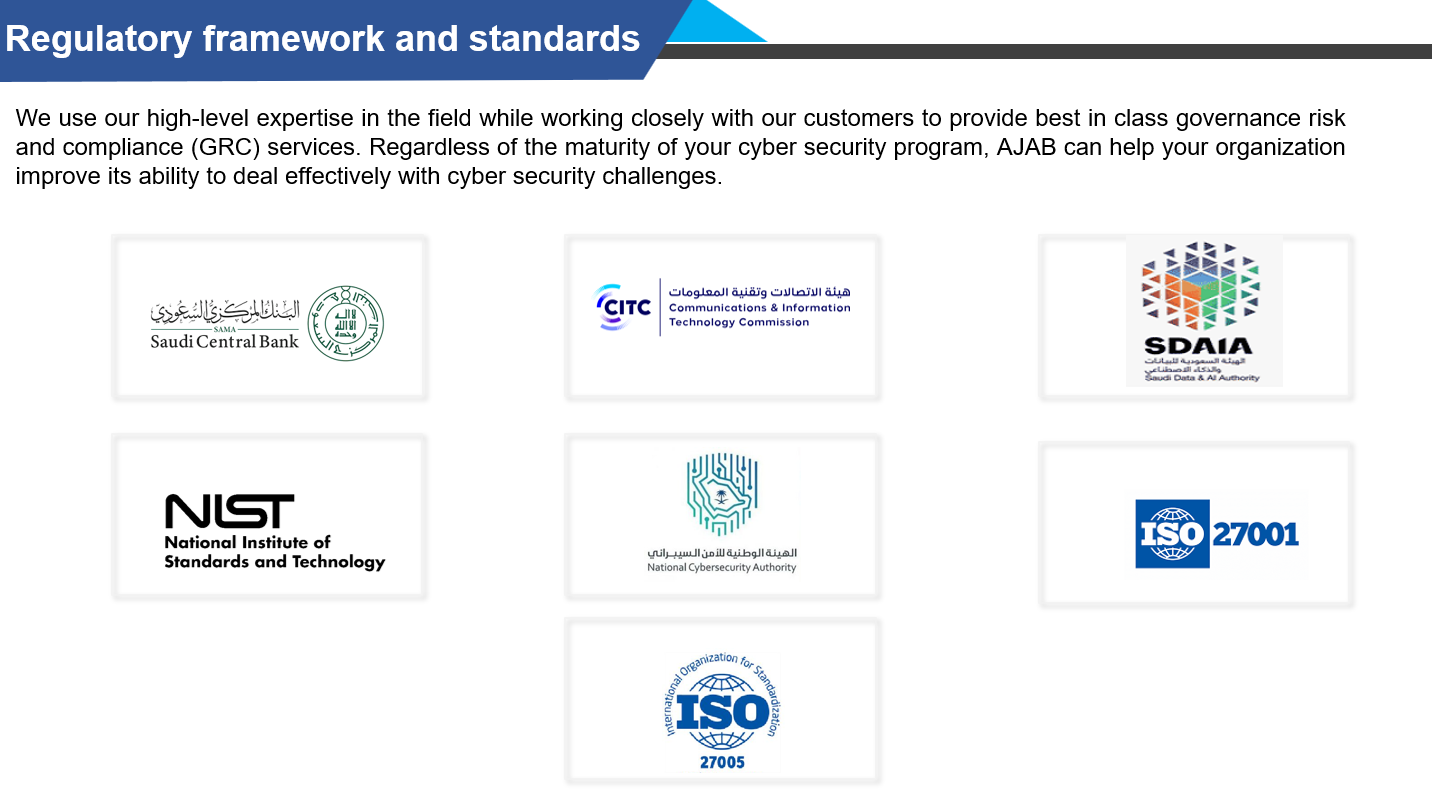 Regulatory framework and standards
We use our high-level expertise in the field while working closely with our customers to provide best in class governance risk
and compliance (GRC) services. Regardless of the maturity of your cyber security program, AJAB can help your organization
improve its ability to deal effectively with cyber security challenges.
البنك المركزي السعودي
SAMA
Saudi Central Bank
CITC
هيئة الاتصالات وتقنية المعلومات
Communications & Information
Technology Commission
SDAIA
الهيئة السعودية للبيانات
والذكاء الاصطناعي
Saudi Data & AI Authority
NIST
National Institute of
Standards and Technology
الهيئة الوطنية للأمن السيبراني
National Cybersecurity Authority
ISO 27001
International Organization for Standardization
ISO
27005